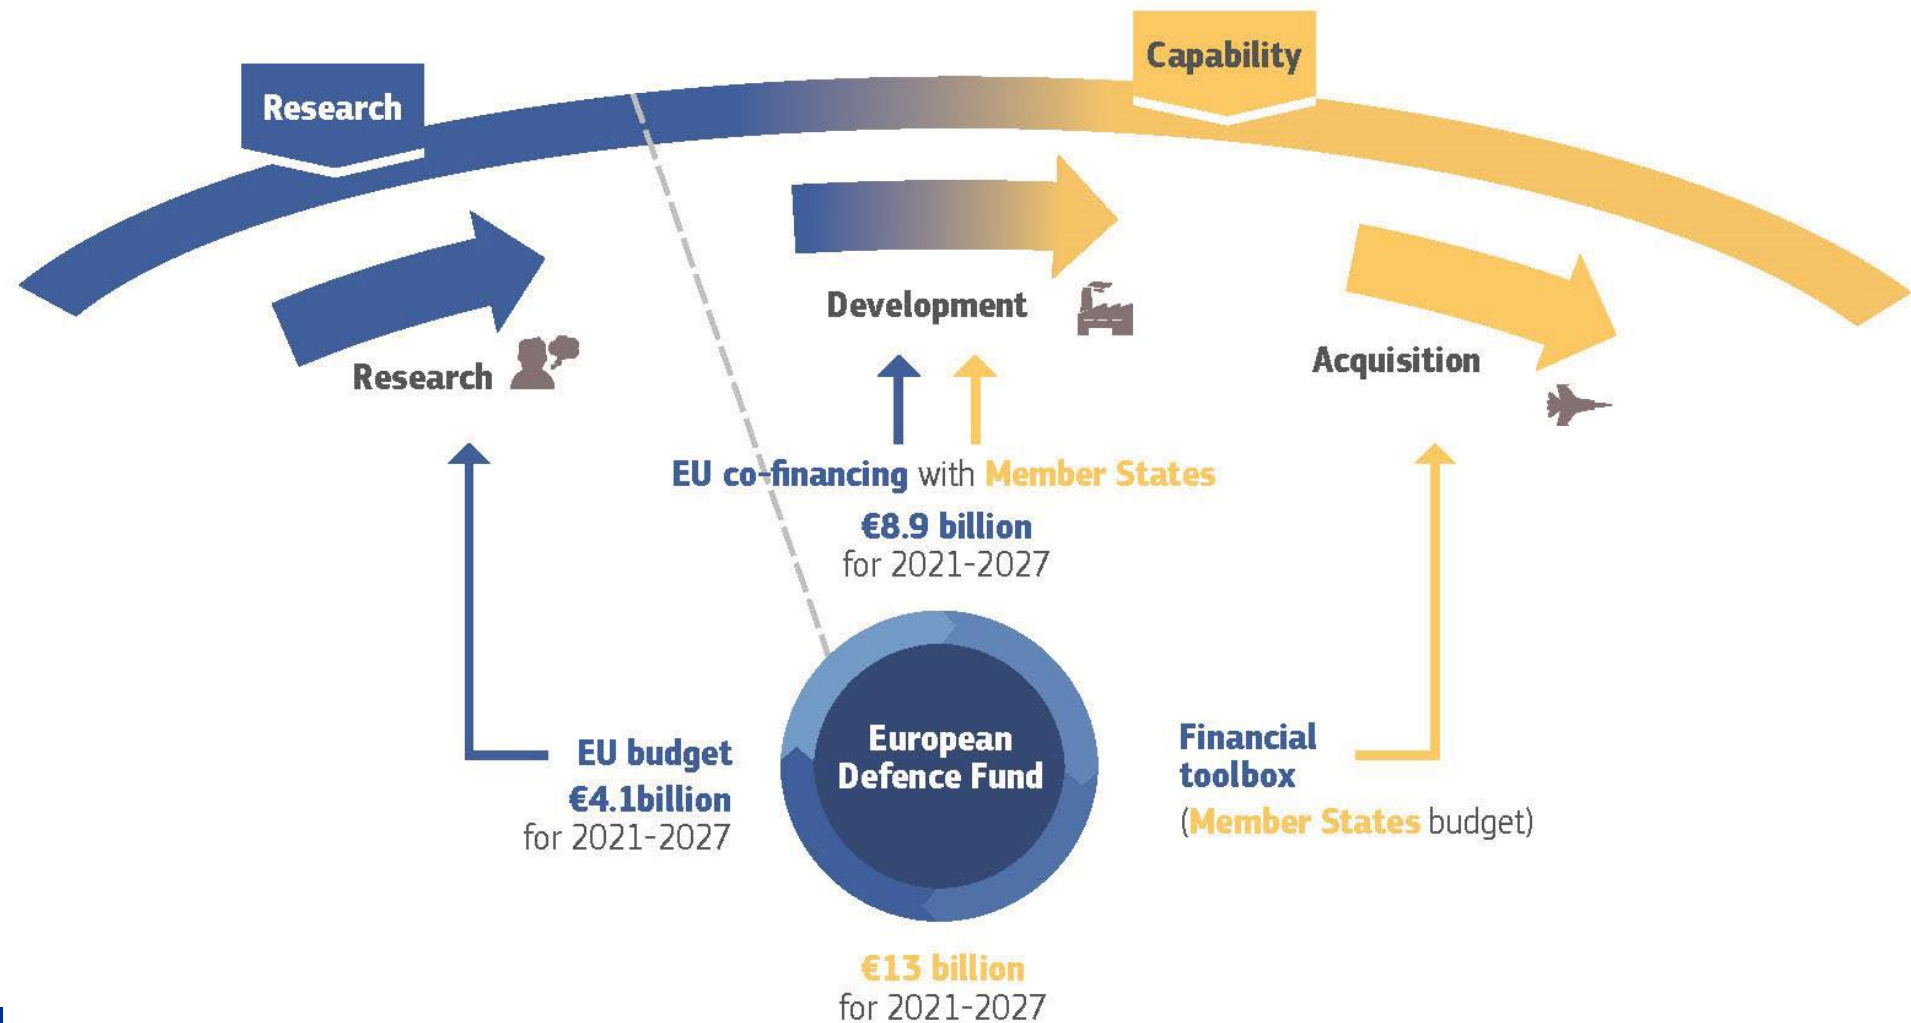 Capability
Research
Development
Research
Acquisition
EU co-financing with Member States
€8.9 billion
for 2021-2027
EU budget
€4.1billion
for 2021-2027
European
Defence Fund
Financial
toolbox
(Member States budget)
€13 billion
for 2021-2027